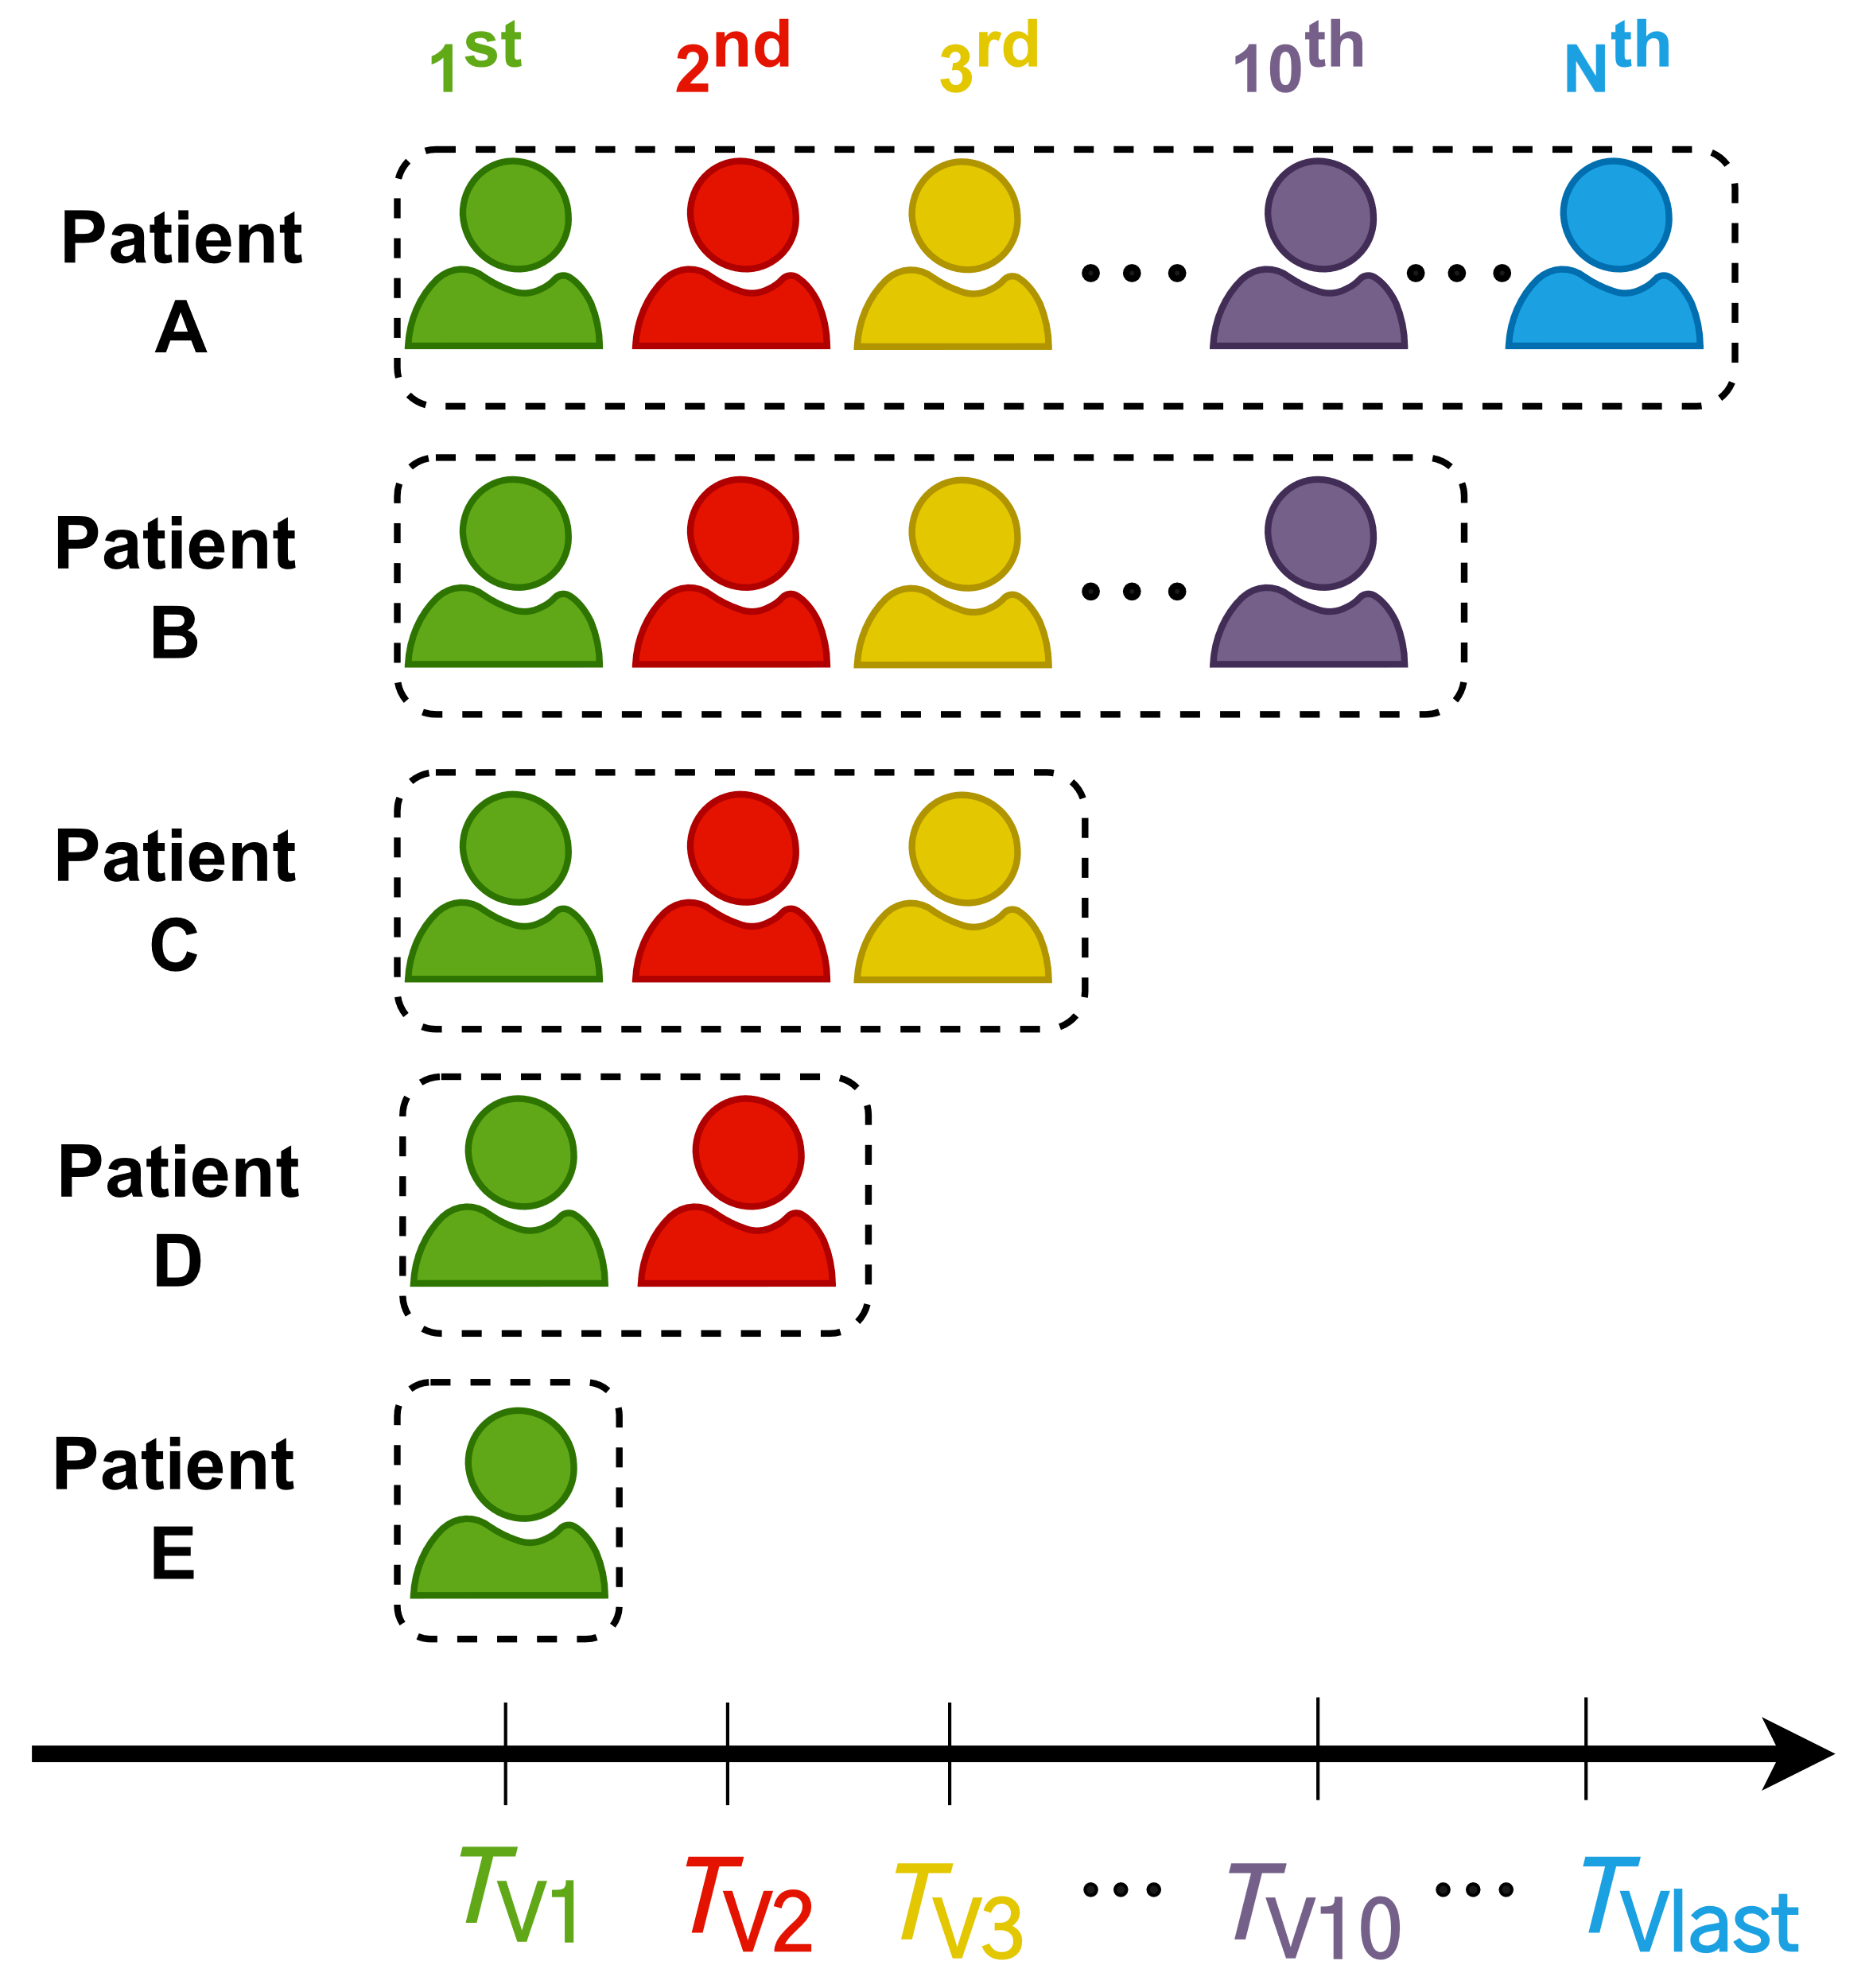 1st 2nd 3rd 10th Nth
Patient
A
Patient
B
Patient
C
Patient
D
Patient
E
TV1 TV2 TV3 ... TV10 ... TVlast